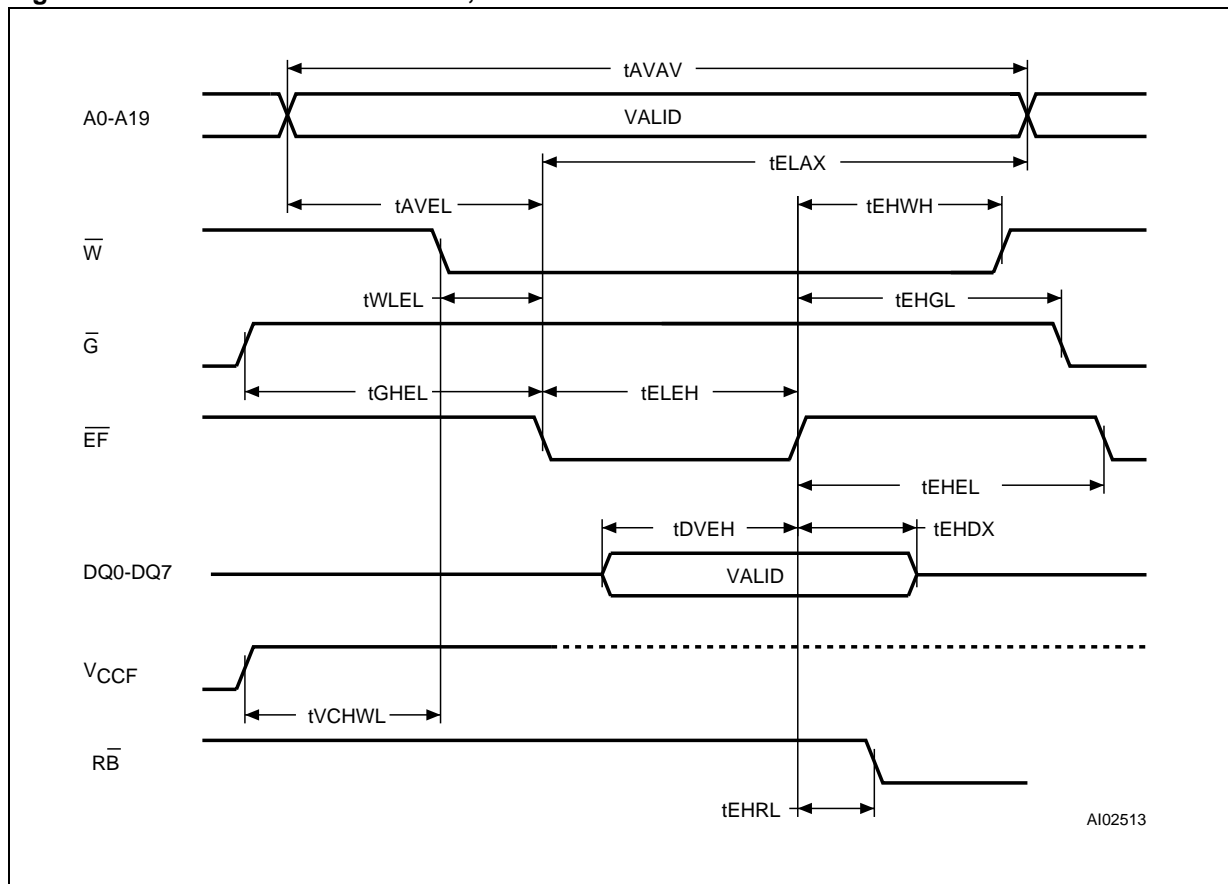 tAVAV
A0-A19
VALID
tELAX
tAVEL
tEHWH
W̅
tWLEL
tEHGL
G̅
tGHEL
tELEH
E̅F̅
tEHEL
tDVEH
tEHDX
DQ0-DQ7
VALID
VCCF
tVCHWL
RB̅
tEHRL
AI02513